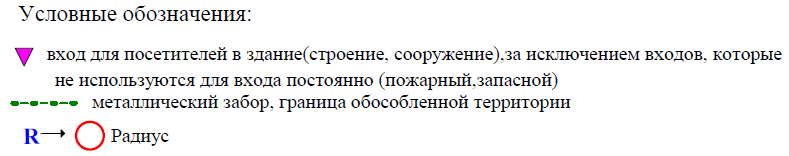 Условные обозначения:
вход для посетителей в здание(строение, сооружение),за исключением входов, которые
не используются для входа постоянно (пожарный,запасной)
металлический забор, граница обособленной территории
R Радиус